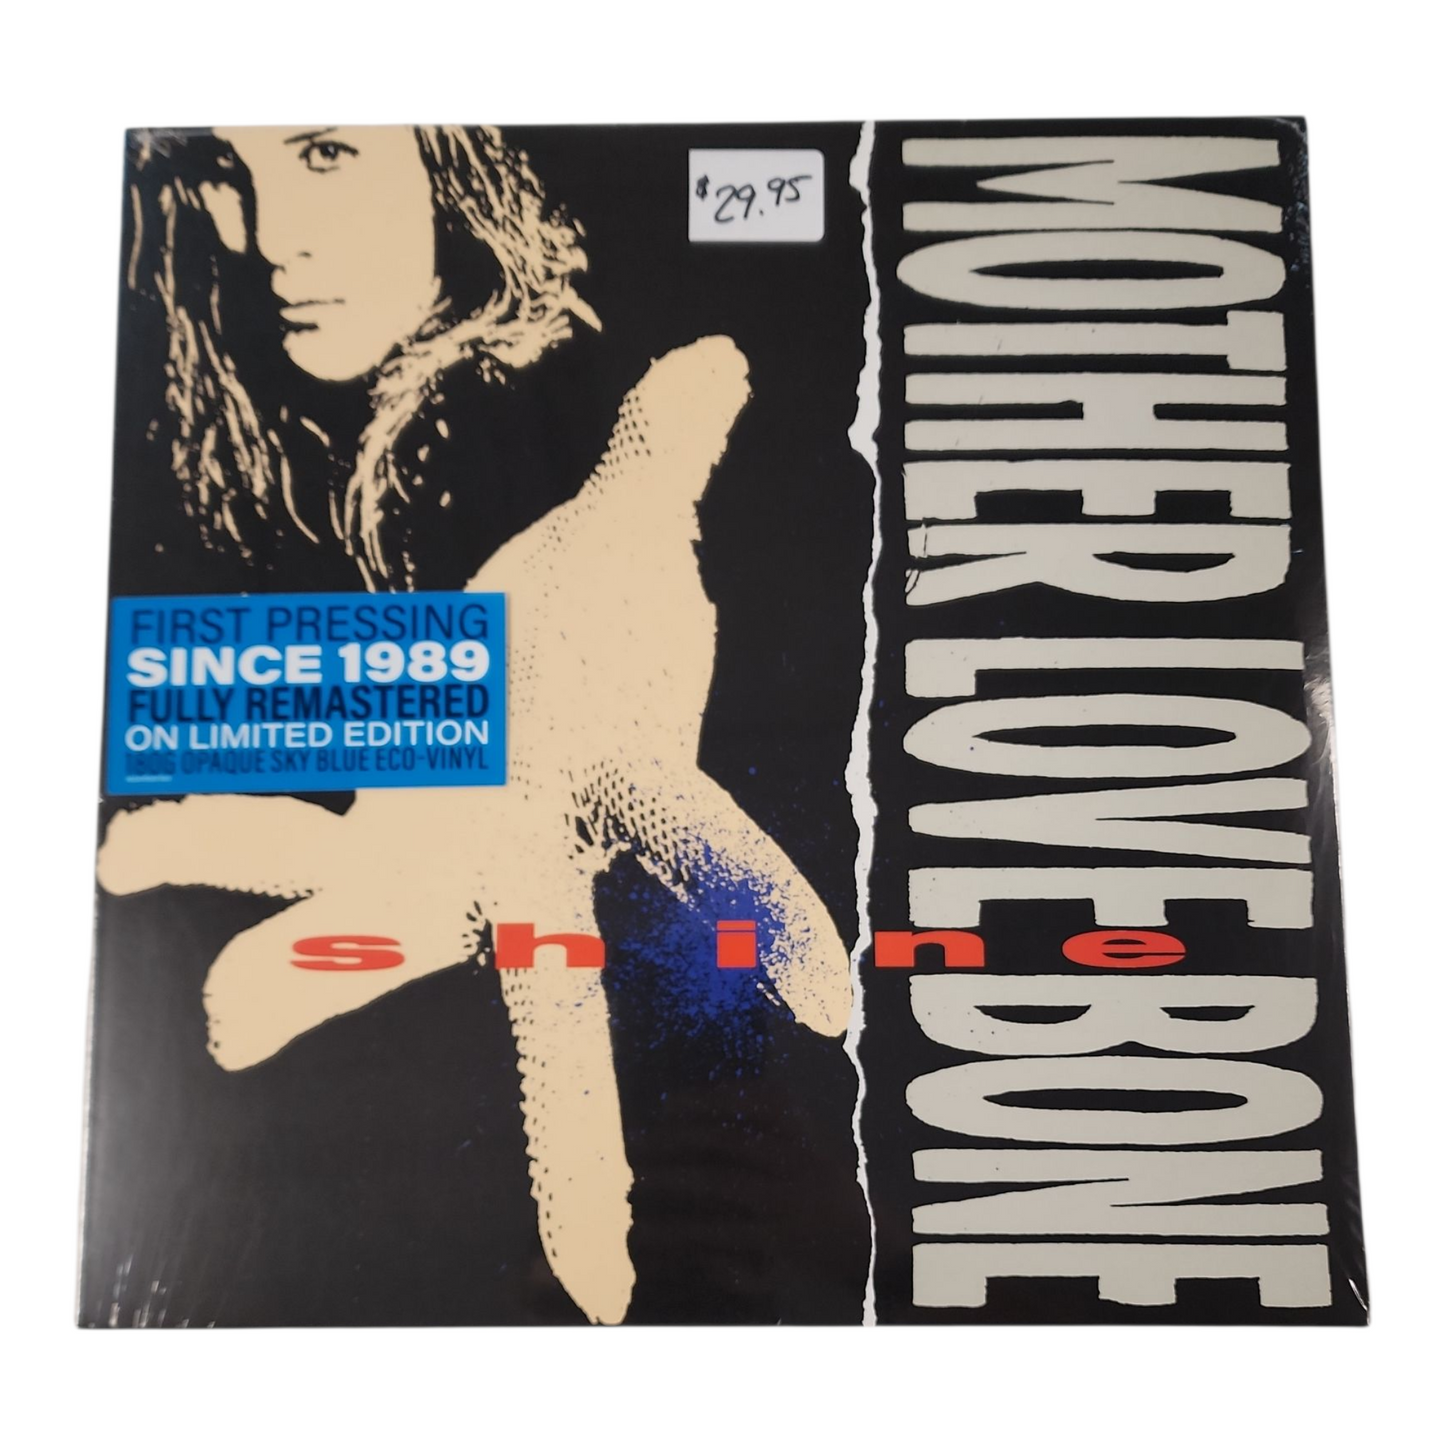 $29.95
MOTHER LOVE BONE
FIRST PRESSING
SINCE 1989
FULLY REMASTERED
ON LIMITED EDITION
180G OPAQUE SKY BLUE ECO-VINYL
shine